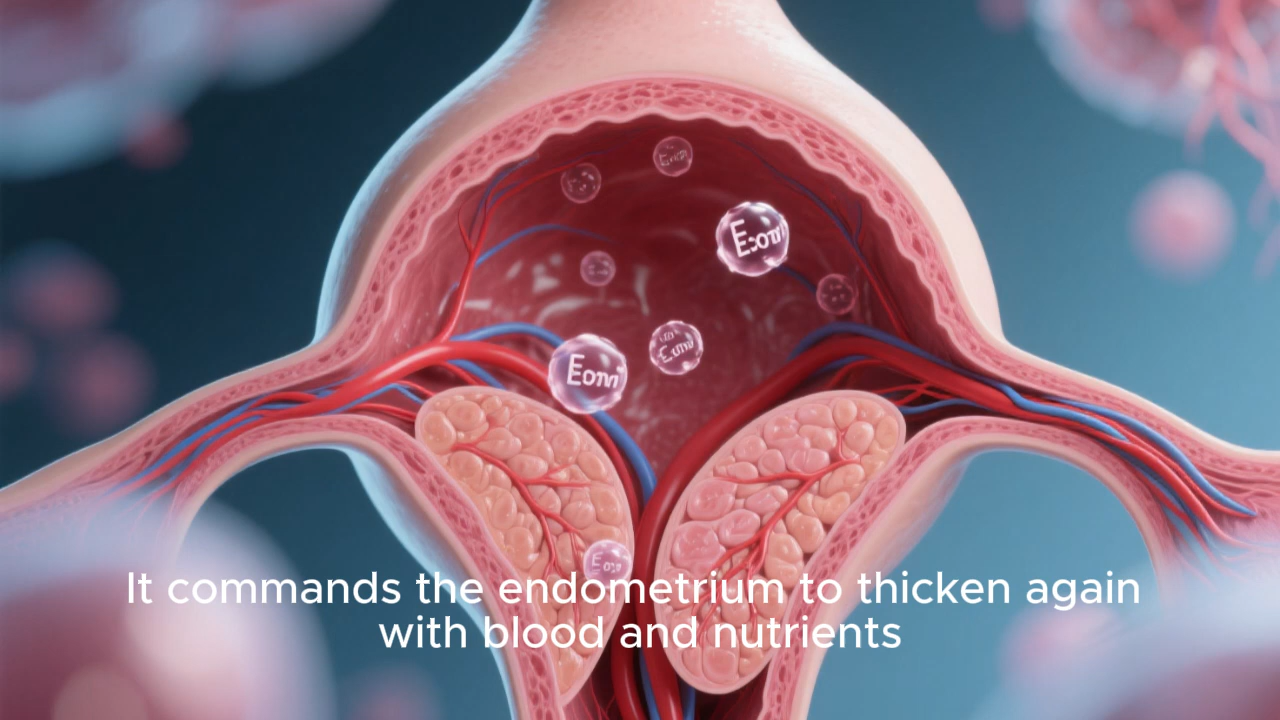 It commands the endometrium to thicken again
with blood and nutrients